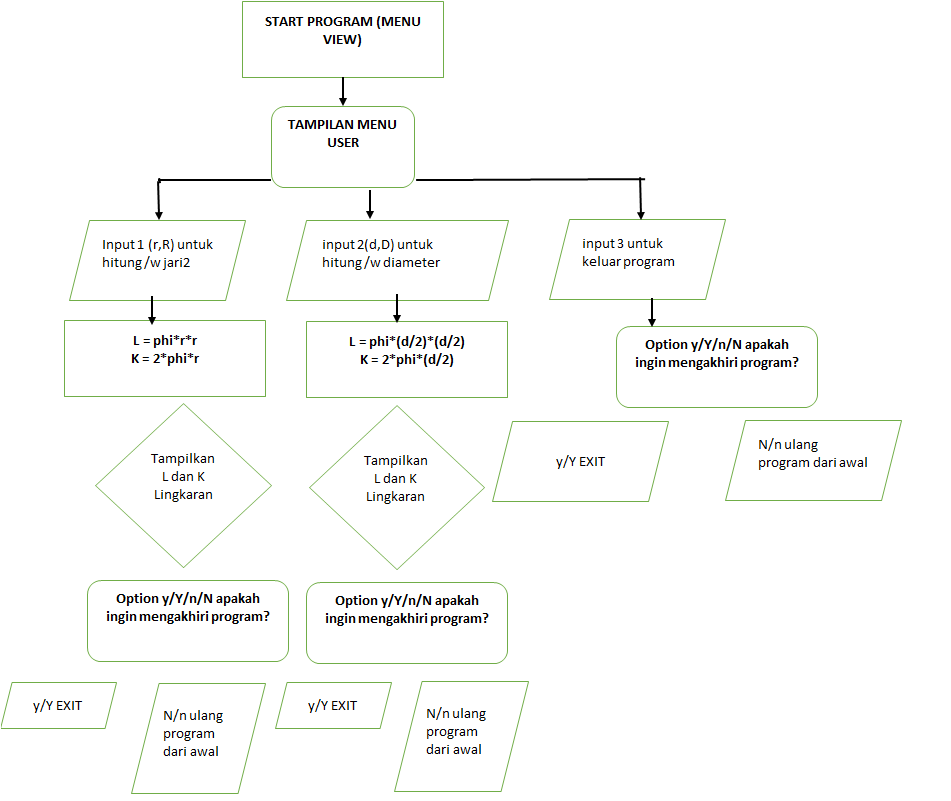 START PROGRAM (MENU
VIEW)
TAMPILAN MENU
USER
Input 1 (r,R) untuk
hitung /w jari2
input 2(d,D) untuk
hitung /w diameter
input 3 untuk
keluar program
L = phi*r*r
K = 2*phi*r
L = phi*(d/2)*(d/2)
K = 2*phi*(d/2)
Option y/Y/n/N apakah
ingin mengakhiri program?
Tampilkan
L dan K
Lingkaran
Tampilkan
L dan K
Lingkaran
y/Y EXIT
N/n ulang
program dari awal
Option y/Y/n/N apakah
ingin mengakhiri program?
Option y/Y/n/N apakah
ingin mengakhiri program?
y/Y EXIT
N/n ulang
program
dari awal
y/Y EXIT
N/n ulang
program
dari awal